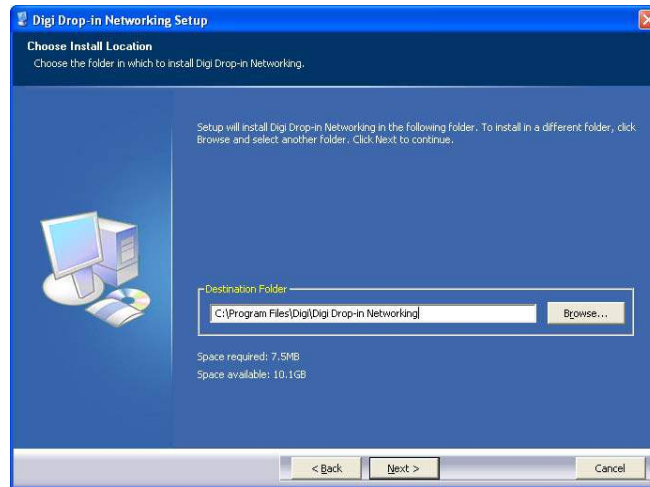 Digi Drop-in Networking Setup
Choose Install Location
Choose the folder in which to install Digi Drop-in Networking.
Setup will install Digi Drop-in Networking in the following folder. To install in a different folder, click
Browse and select another folder. Click Next to continue.
Destination Folder
C:\Program Files\Digi\Digi Drop-in Networking
Browse...
Space required: 7.5MB
Space available: 10.1GB
< Back
Next >
Cancel